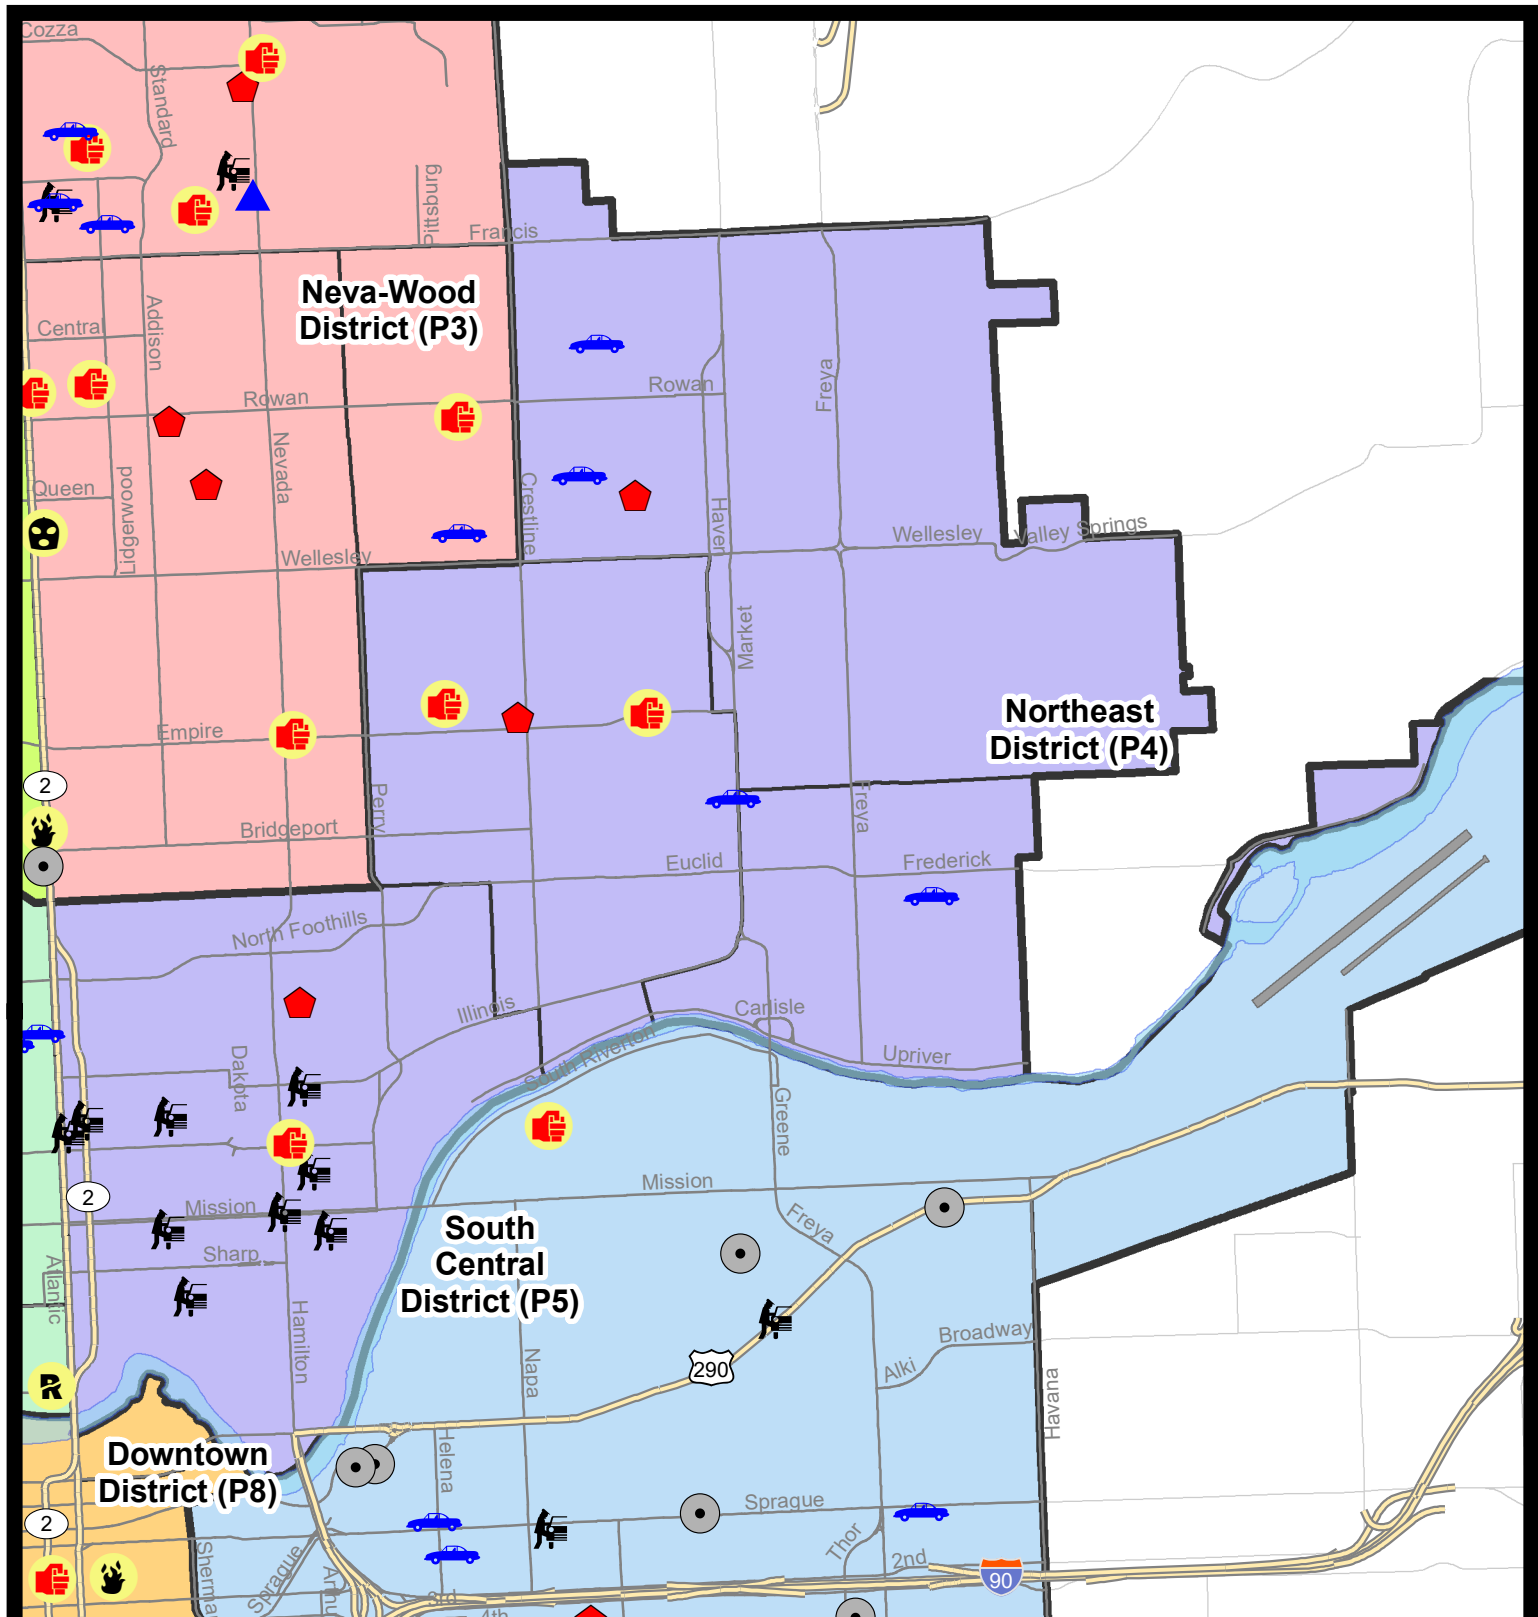 Cozza
Standard
Pittsburg
Francis
Neva-Wood
District (P3)
Central
Addison
Rowan
Rowan
Freya
Nevada
Queen
Lidgerwood
Crestline
Haven
Wellesley
Valley Springs
Wellesley
Market
Northeast
District (P4)
Empire
2
Perry
Freya
Bridgeport
Euclid
Frederick
North Foothills
Illinois
Carlisle
South Riverton
Upriver
Dakota
Greene
Mission
2
Mission
South
Central
District (P5)
Freya
Sharp
Atlantic
Hamilton
Napa
290
Broadway
Alki
Havana
R
Downtown
District (P8)
Helena
Sprague
2
Thor
2nd
Sprague
90
3rd
4th